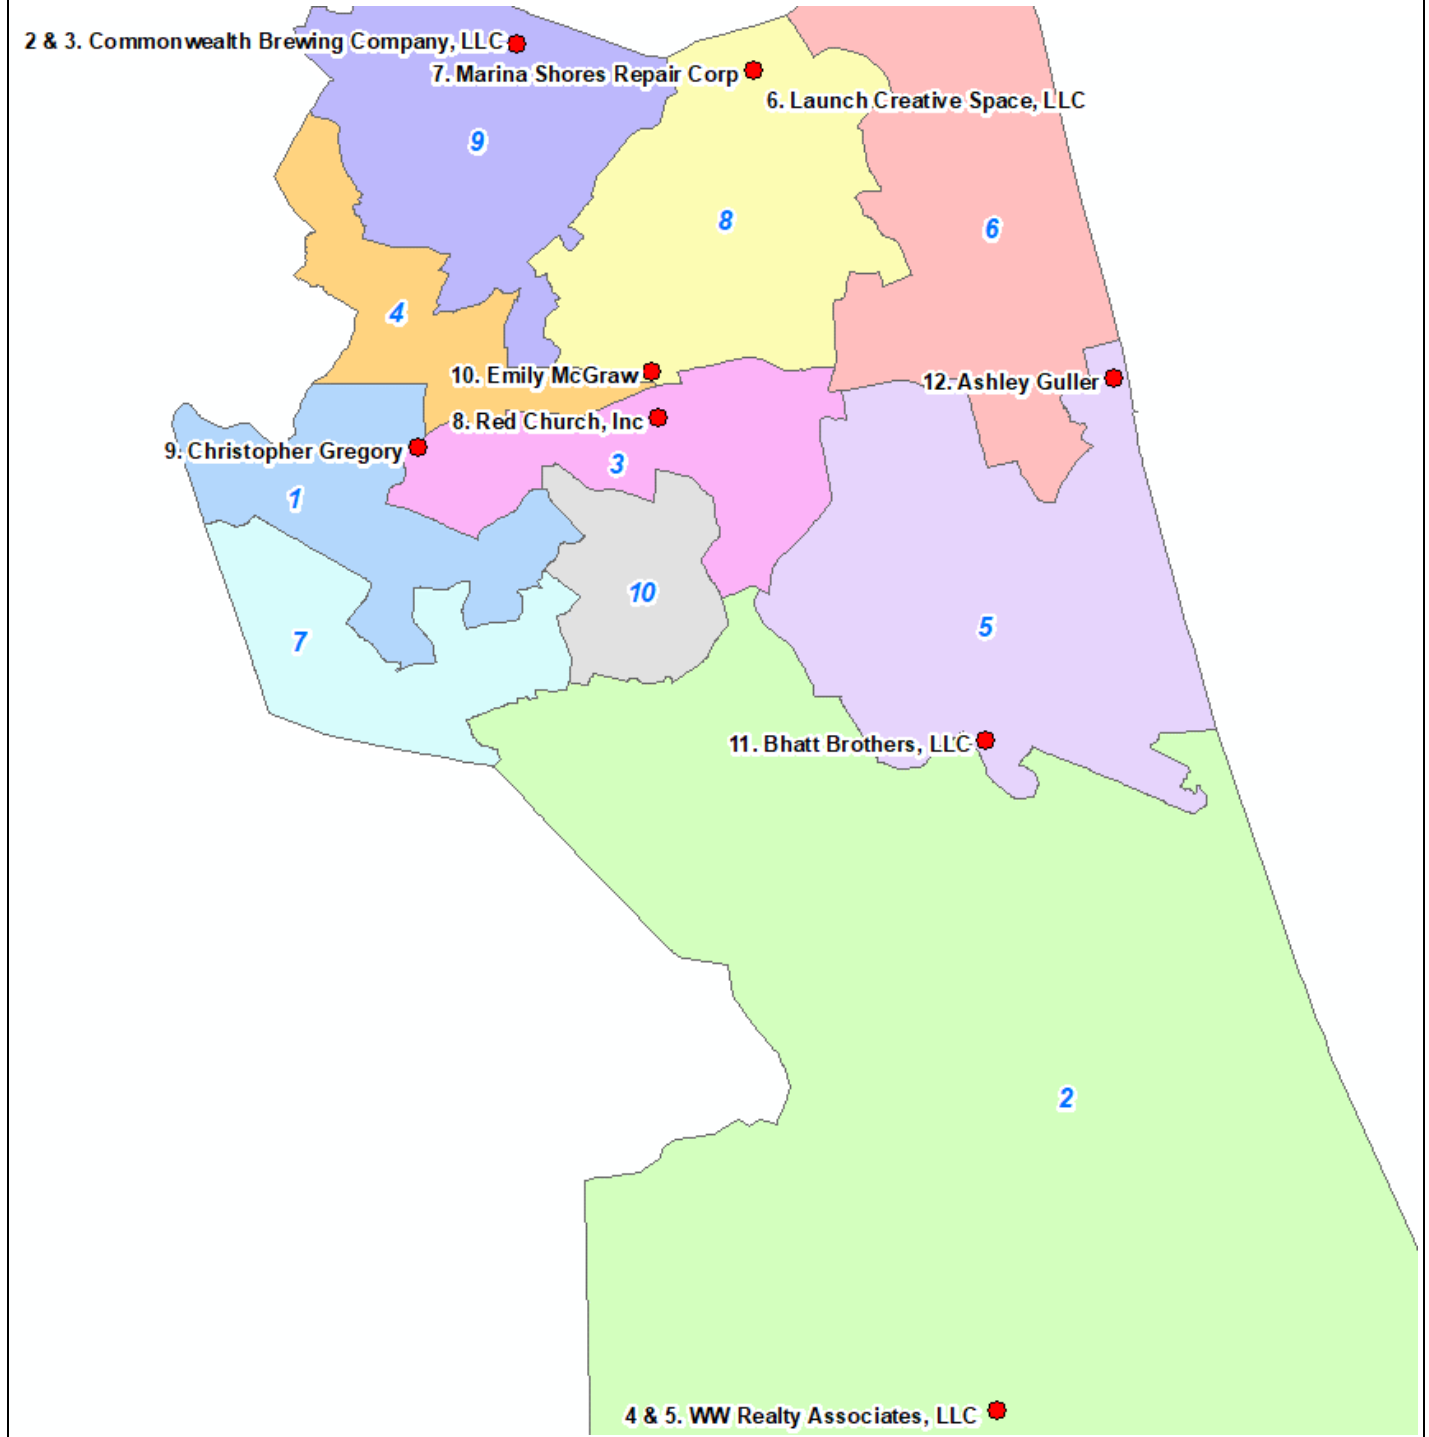 2 & 3. Commonwealth Brewing Company, LLC
7. Marina Shores Repair Corp
6. Launch Creative Space, LLC
9
8
6
4
10. Emily McGraw
12. Ashley Guller
8. Red Church, Inc
9. Christopher Gregory
3
1
10
5
7
11. Bhatt Brothers, LLC
2
4 & 5. WW Realty Associates, LLC